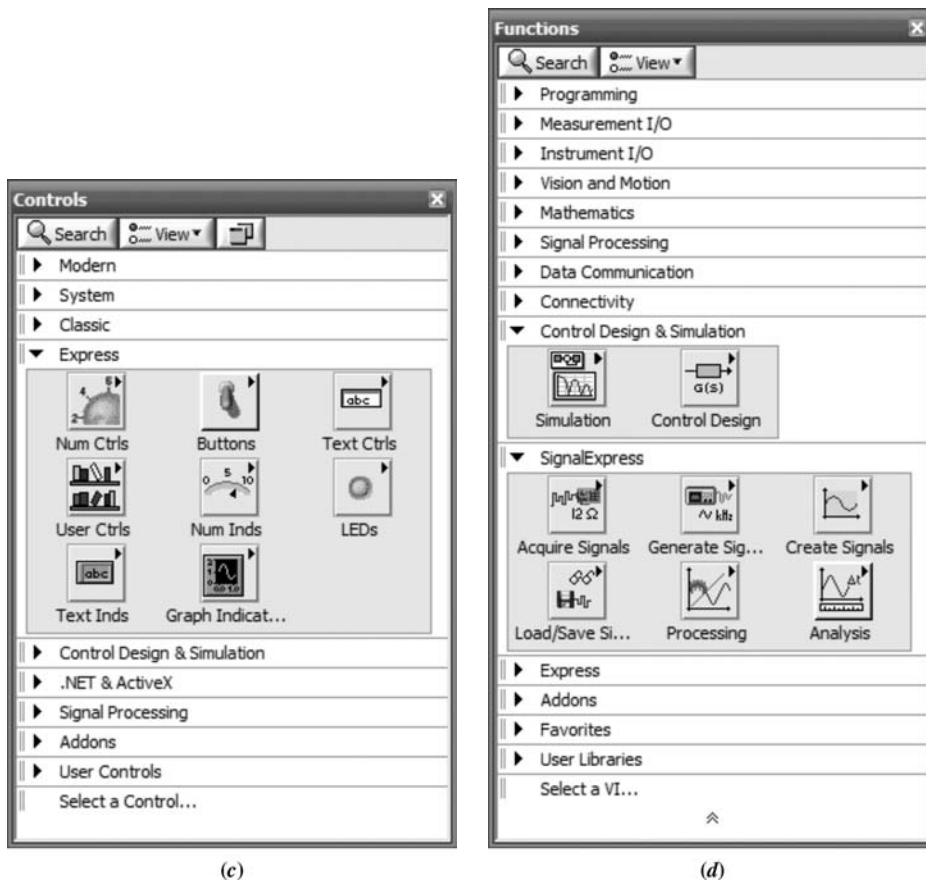 Controls
Search View
Modern
System
Classic
Express
Num Ctrls Buttons Text Ctrls
User Ctrls Num Inds LEDs
Text Inds Graph Indicat...
Control Design & Simulation
.NET & ActiveX
Signal Processing
Addons
User Controls
Select a Control...
(c)
Functions
Search View
Programming
Measurement I/O
Instrument I/O
Vision and Motion
Mathematics
Signal Processing
Data Communication
Connectivity
Control Design & Simulation
G(s)
Simulation Control Design
SignalExpress
12 Ω kHz
Acquire Signals Generate Sig... Create Signals
Δt
Load/Save Si... Processing Analysis
Express
Addons
Favorites
User Libraries
Select a VI...
(d)